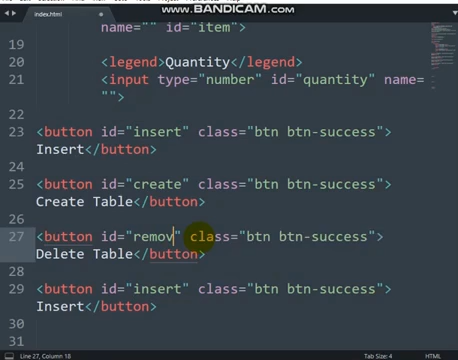 WWW.BANDICAM.COM
index.html
name="" id="item">
19
20 <legend>Quantity</legend>
21 <input type="number" id="quantity" name=
"">
22
23 <button id="insert" class="btn btn-success">
Insert</button>
24
25 <button id="create" class="btn btn-success">
Create Table</button>
26
27 <button id="remov" class="btn btn-success">
Delete Table</button>
28
29 <button id="insert" class="btn btn-success">
Insert</button>
30
31
Line 27, Column 18 Tab Size: 4 HTML